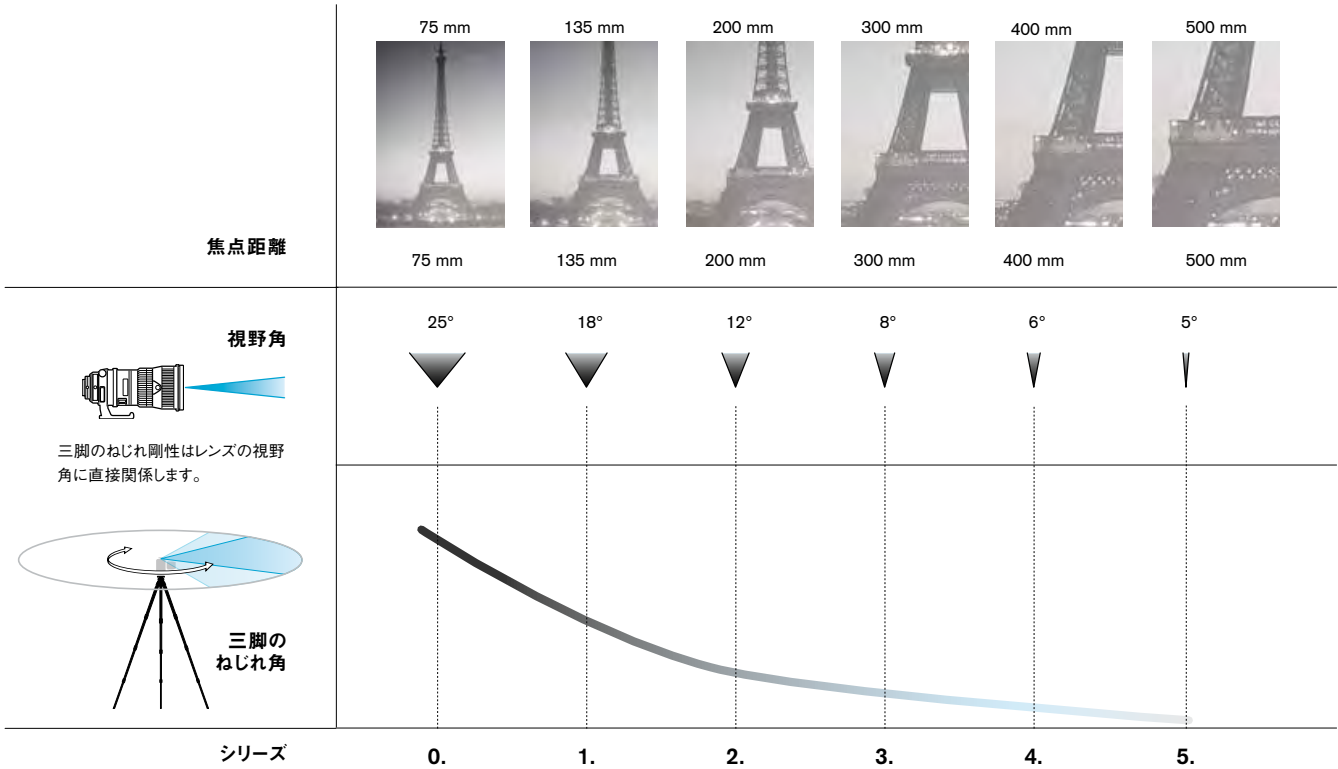 75 mm 135 mm 200 mm 300 mm 400 mm 500 mm
焦点距離
75 mm 135 mm 200 mm 300 mm 400 mm 500 mm
視野角
25° 18° 12° 8° 6° 5°
三脚のねじれ剛性はレンズの視野
角に直接関係します。
三脚の
ねじれ角
シリーズ
0. 1. 2. 3. 4. 5.